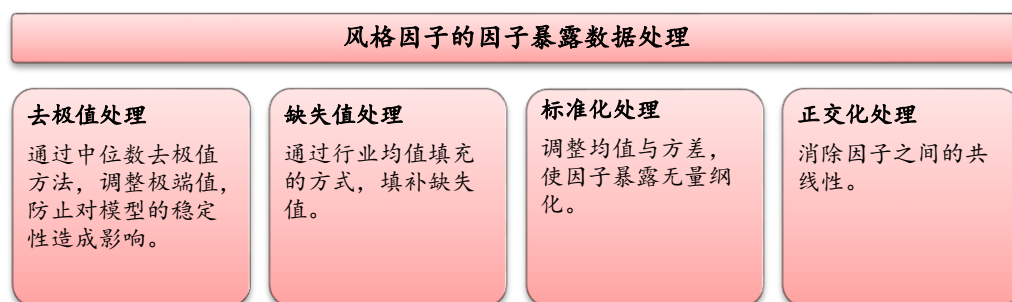 风格因子的因子暴露数据处理
去极值处理
通过中位数去极值
方法，调整极端值，
防止对模型的稳定
性造成影响。
缺失值处理
通过行业均值填充
的方式，填补缺失
值。
标准化处理
调整均值与方差，
使因子暴露无量纲
化。
正交化处理
消除因子之间的共
线性。